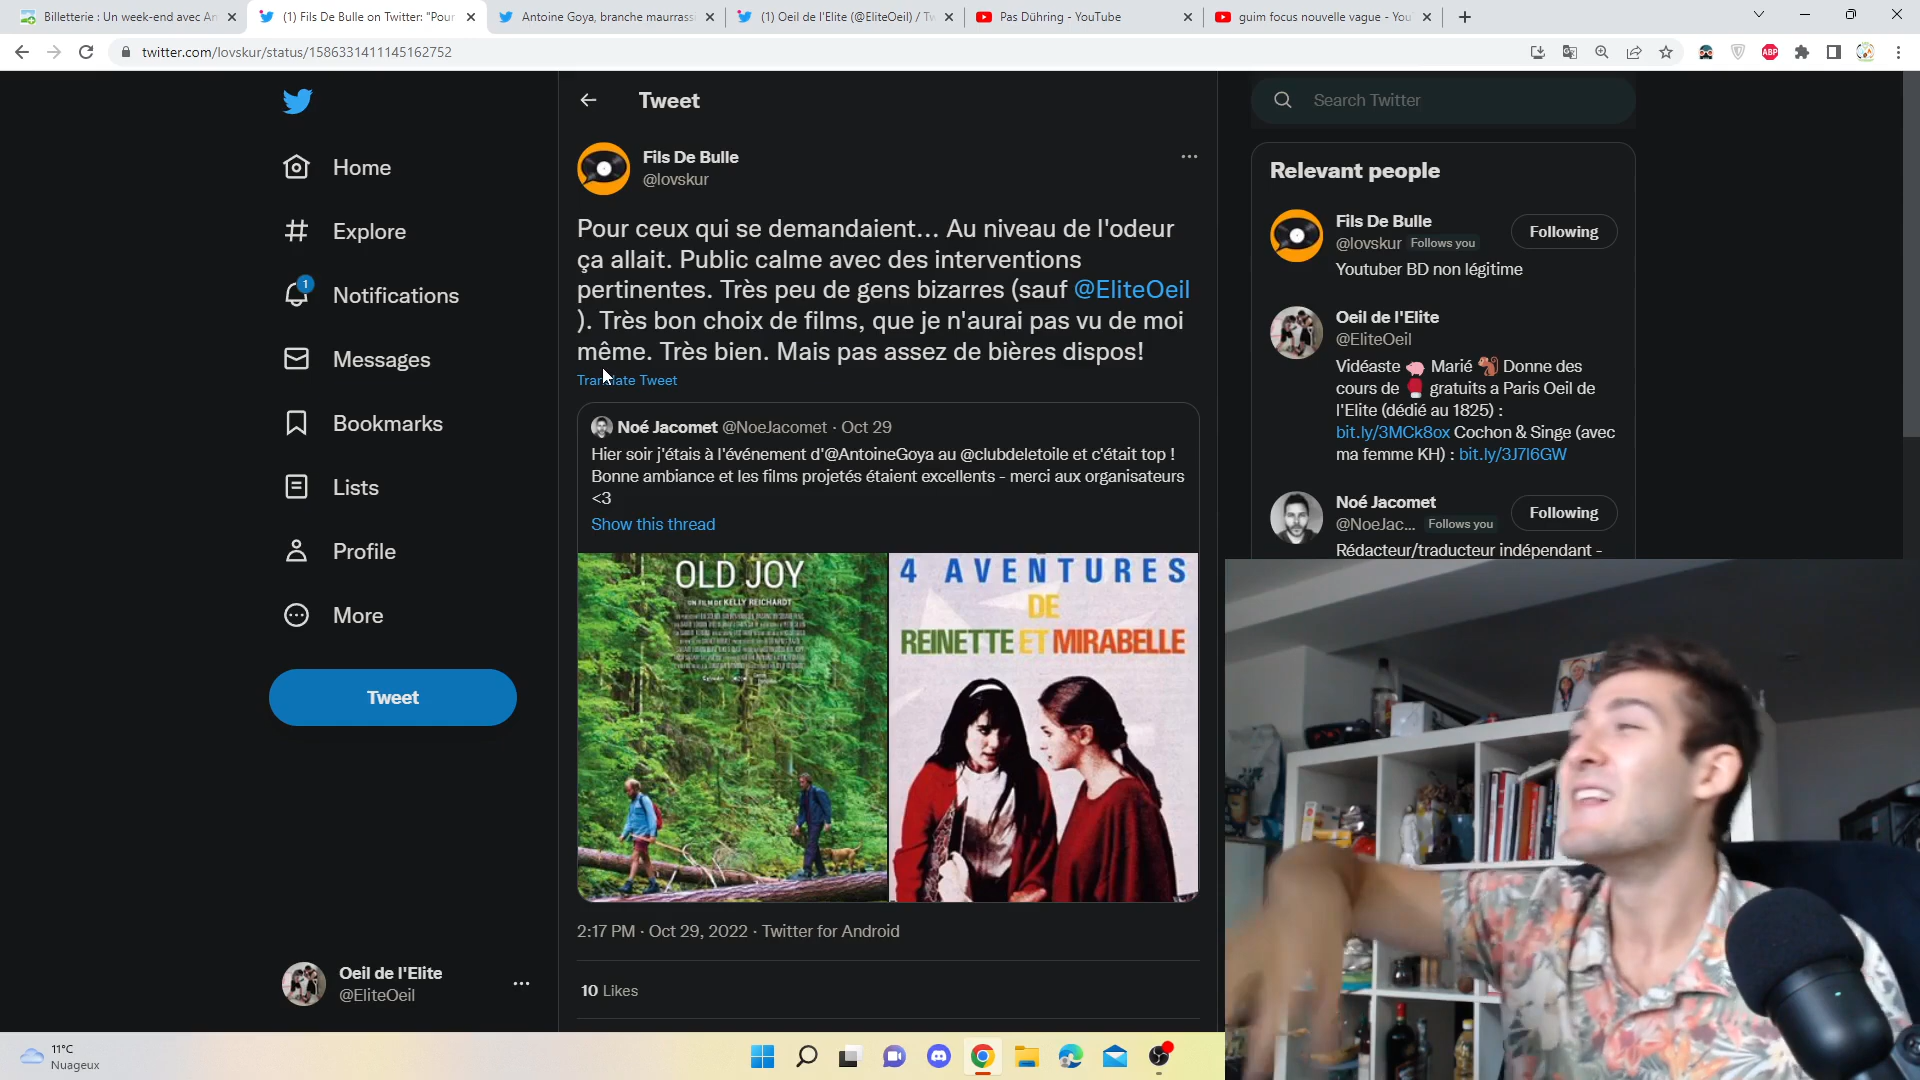 Billetterie : Un week-end avec An
(1) Fils De Bulle on Twitter: "Pour
Antoine Goya, branche maurrass
(1) Oeil de l'Elite (@EliteOeil) / Tw
Pas Dühring - YouTube
guim focus nouvelle vague - You
twitter.com/lovskur/status/1586331411145162752
ABP
Home
Explore
1
Notifications
Messages
Bookmarks
Lists
Profile
More
Tweet
Oeil de l'Elite
@EliteOeil
Tweet
Fils De Bulle
@lovskur
Pour ceux qui se demandaient... Au niveau de l'odeur
ça allait. Public calme avec des interventions
pertinentes. Très peu de gens bizarres (sauf @EliteOeil
). Très bon choix de films, que je n'aurai pas vu de moi
même. Très bien. Mais pas assez de bières dispos!
Translate Tweet
Noé Jacomet @NoeJacomet · Oct 29
Hier soir j'étais à l'événement d'@AntoineGoya au @clubdeletoile et c'était top !
Bonne ambiance et les films projetés étaient excellents - merci aux organisateurs
<3
Show this thread
OLD JOY
UN FILM DE KELLY REICHARDT
4 AVENTURES
DE
REINETTE ET MIRABELLE
2:17 PM · Oct 29, 2022 · Twitter for Android
10 Likes
Search Twitter
Relevant people
Fils De Bulle
@lovskur Follows you
Following
Youtuber BD non légitime
Oeil de l'Elite
@EliteOeil
Vidéaste 🐷 Marié 🐒 Donne des
cours de 🥊 gratuits a Paris Oeil de
l'Elite (dédié au 1825) :
bit.ly/3MCk8ox Cochon & Singe (avec
ma femme KH) : bit.ly/3J7I6GW
Noé Jacomet
@NoeJac... Follows you
Following
Rédacteur/traducteur indépendant -
11°C
Nuageux